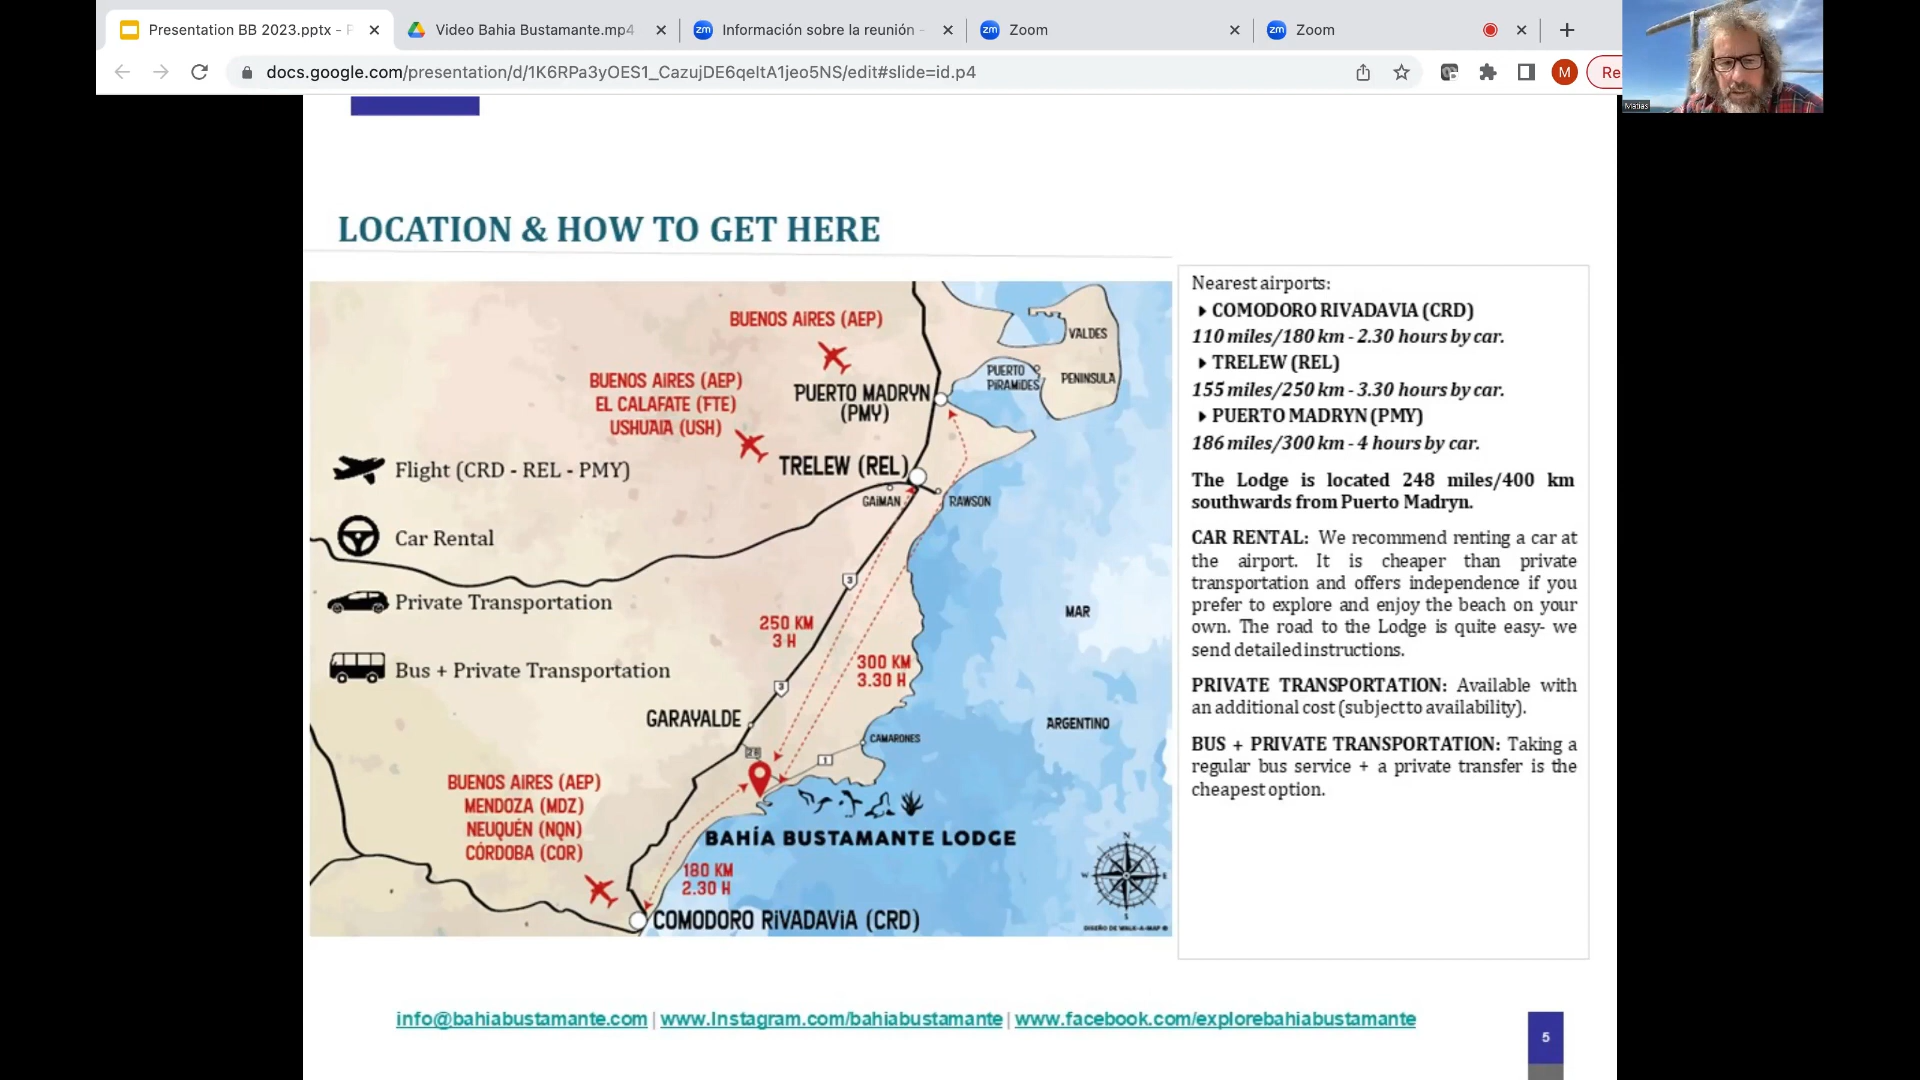 Presentation BB 2023.pptx - P
Video Bahia Bustamante.mp4
Información sobre la reunión -
Zoom
Zoom
docs.google.com/presentation/d/1K6RPa3yOES1_CazujDE6qeltA1jeo5NS/edit#slide=id.p4
M
Re
Matias
LOCATION & HOW TO GET HERE
BUENOS AIRES (AEP)
VALDES
PUERTO
PIRAMIDES
PENINSULA
BUENOS AIRES (AEP)
EL CALAFATE (FTE)
USHUAIA (USH)
PUERTO MADRYN
(PMY)
TRELEW (REL)
GAIMAN
RAWSON
Flight (CRD - REL - PMY)
Car Rental
Private Transportation
Bus + Private Transportation
3
250 KM
3 H
300 KM
3.30 H
MAR
3
GARAYALDE
ARGENTINO
CAMARONES
28
1
BUENOS AIRES (AEP)
MENDOZA (MDZ)
NEUQUÉN (NQN)
CÓRDOBA (COR)
BAHÍA BUSTAMANTE LODGE
180 KM
2.30 H
COMODORO RIVADAVIA (CRD)
N
W
E
S
DISEÑO DE WALK-A-MAP ©
Nearest airports:
COMODORO RIVADAVIA (CRD)
110 miles/180 km - 2.30 hours by car.
TRELEW (REL)
155 miles/250 km - 3.30 hours by car.
PUERTO MADRYN (PMY)
186 miles/300 km - 4 hours by car.
The Lodge is located 248 miles/400 km
southwards from Puerto Madryn.
CAR RENTAL: We recommend renting a car at
the airport. It is cheaper than private
transportation and offers independence if you
prefer to explore and enjoy the beach on your
own. The road to the Lodge is quite easy- we
send detailed instructions.
PRIVATE TRANSPORTATION: Available with
an additional cost (subject to availability).
BUS + PRIVATE TRANSPORTATION: Taking a
regular bus service + a private transfer is the
cheapest option.
info@bahiabustamante.com | www.Instagram.com/bahiabustamante | www.facebook.com/explorebahiabustamante
5